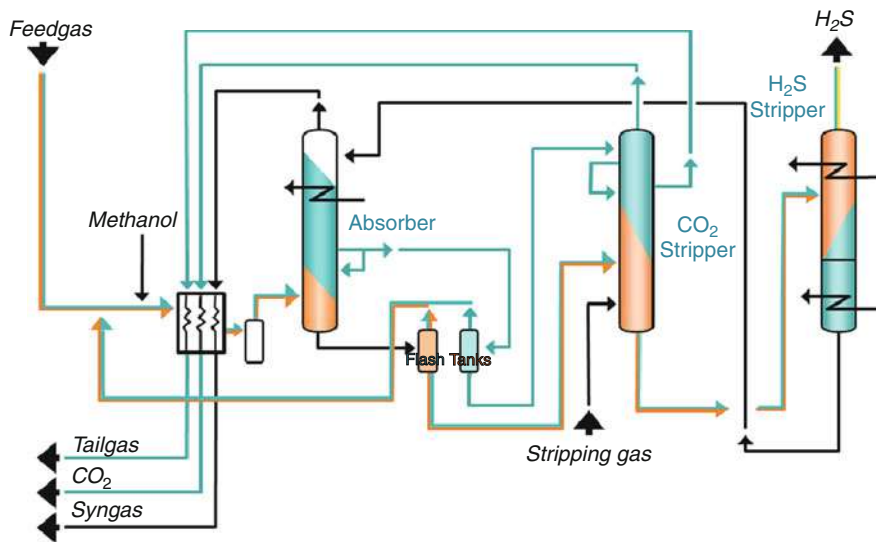 Feedgas
H₂S
H₂S
Stripper
Methanol
Absorber
CO₂
Stripper
Flash Tanks
Stripping gas
Tailgas
CO₂
Syngas